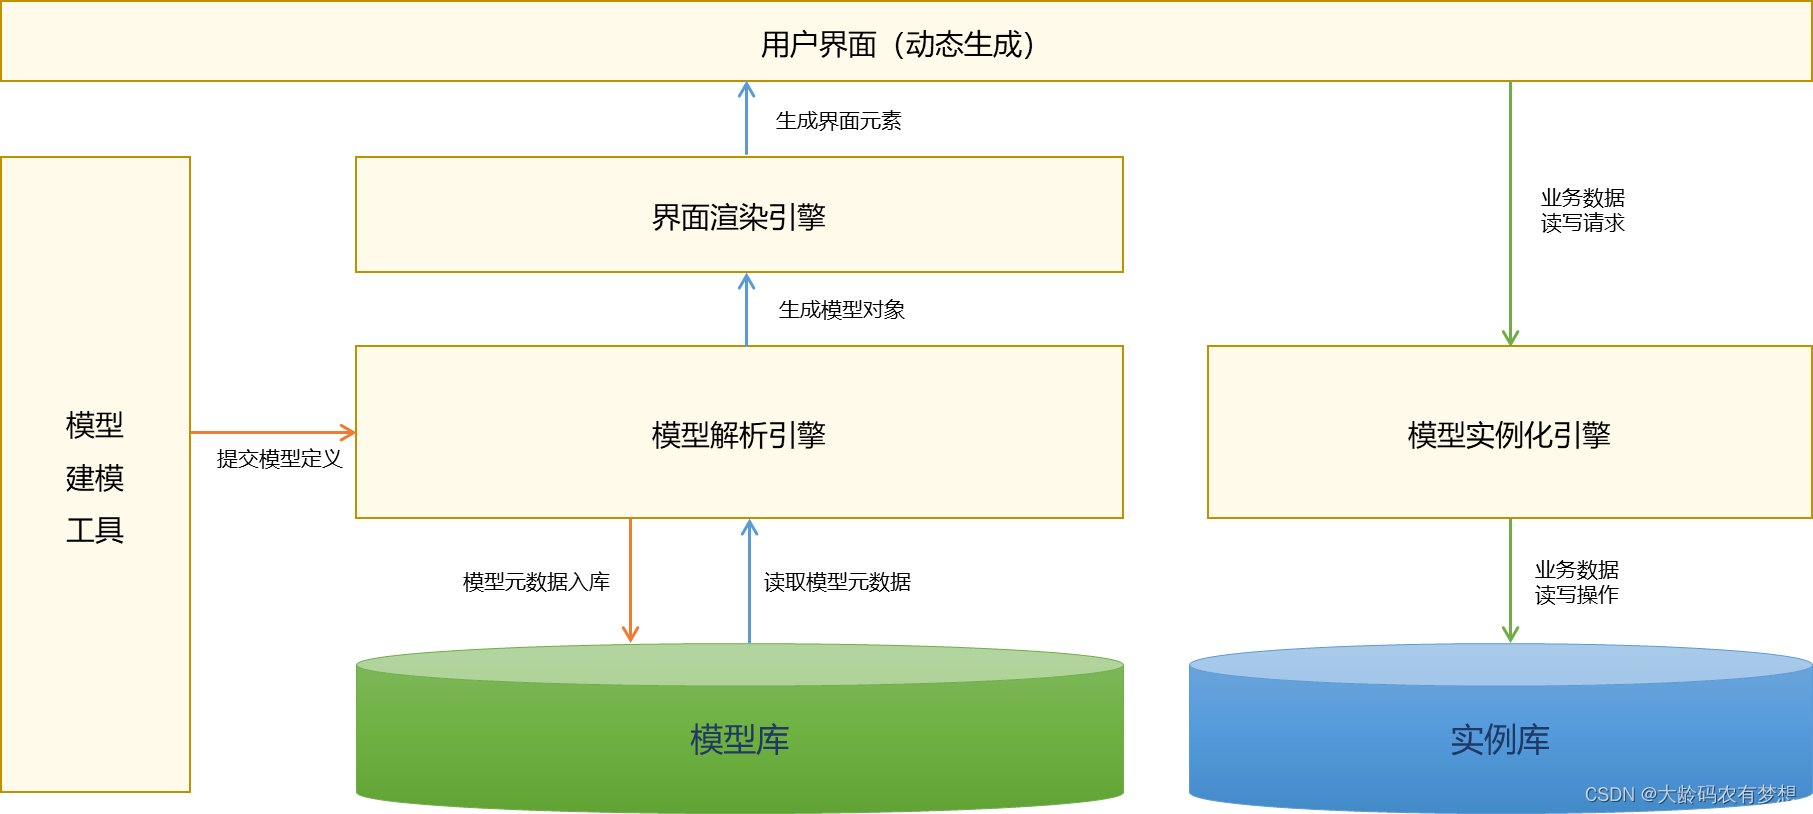 用户界面（动态生成）
生成界面元素
界面渲染引擎
业务数据
读写请求
生成模型对象
模型
建模
工具
提交模型定义
模型解析引擎
模型实例化引擎
模型元数据入库
读取模型元数据
业务数据
读写操作
模型库
实例库
CSDN @大龄码农有梦想